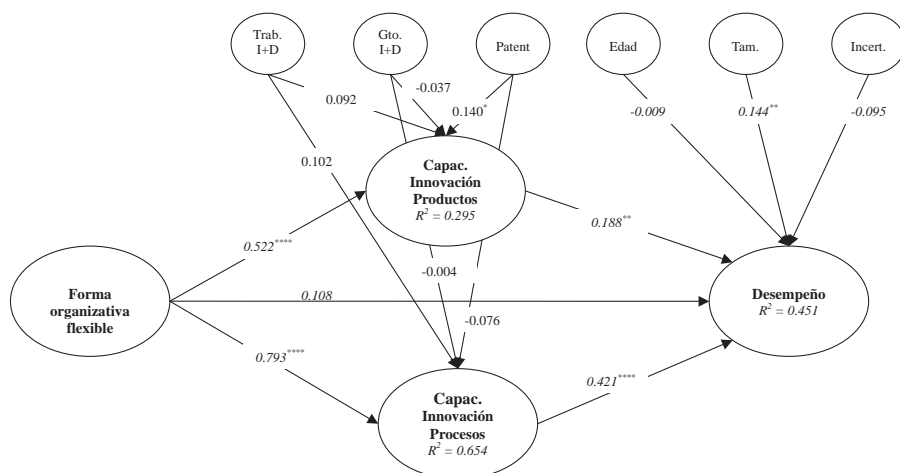 Trab.
I+D
Gto.
I+D
Patent
Edad
Tam.
Incert.
0.092
-0.037
0.140*
-0.009
0.144**
-0.095
0.102
Capac.
Innovación
Productos
R² = 0.295
0.522****
0.188**
-0.004
Forma
organizativa
flexible
0.108
Desempeño
R² = 0.451
-0.076
0.793****
0.421****
Capac.
Innovación
Procesos
R² = 0.654